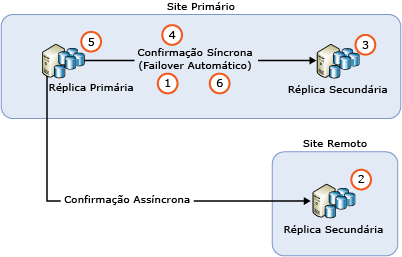 Site Primário
4
5
Confirmação Síncrona
3
(Failover Automático)
Réplica Primária
1
6
Réplica Secundária
Site Remoto
2
Confirmação Assíncrona
Réplica Secundária